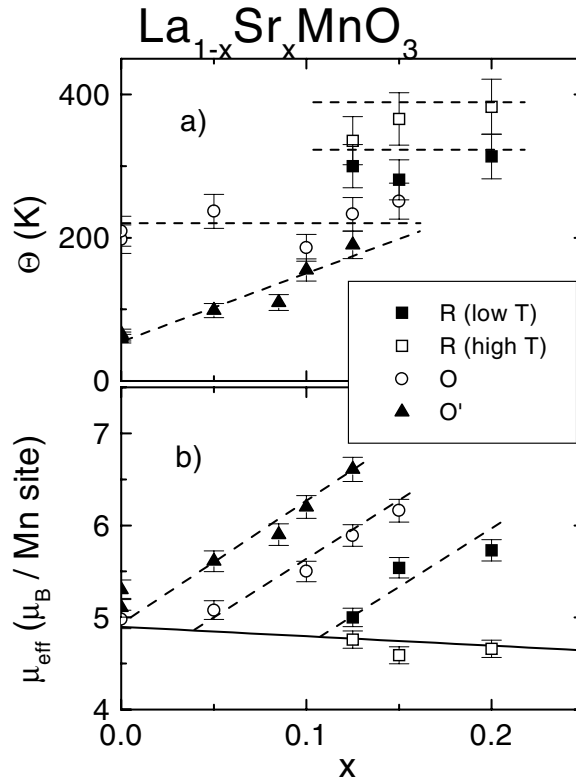 La1-xSrxMnO3
a)
400
200
0
Θ (K)
R (low T)
R (high T)
O
O'
b)
7
6
5
4
μeff (μB / Mn site)
0.0 0.1 0.2
x